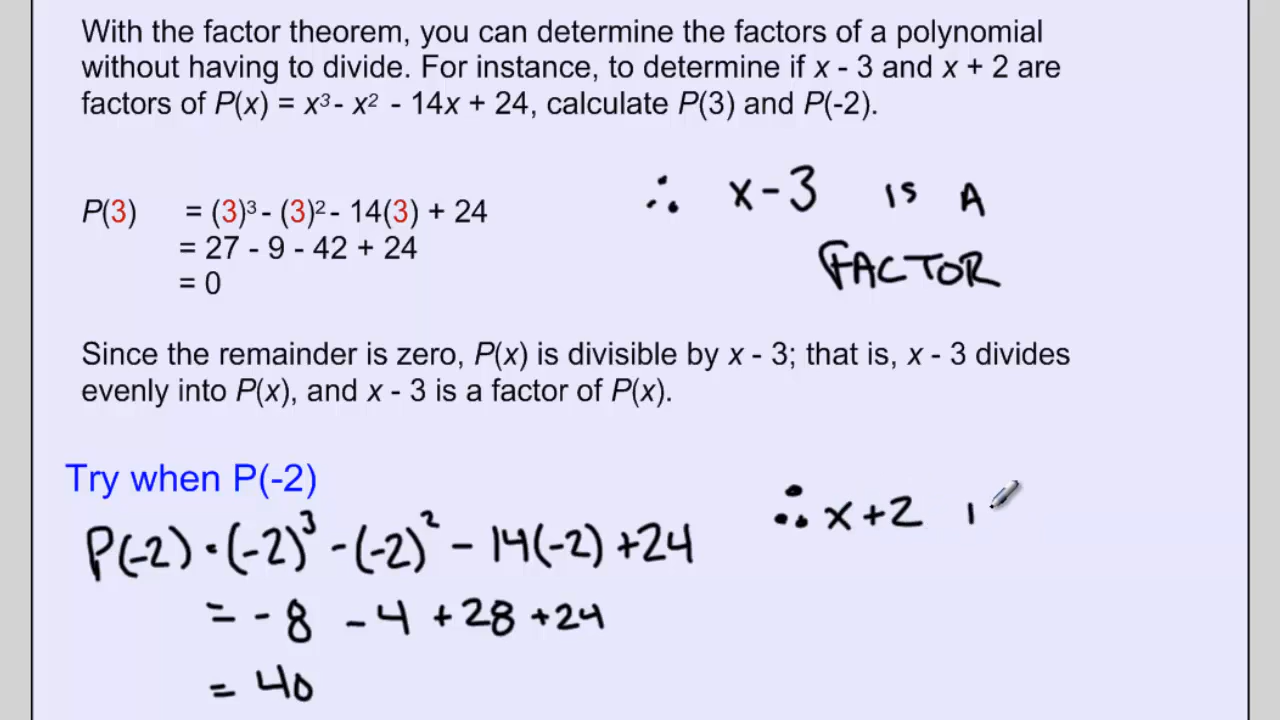 With the factor theorem, you can determine the factors of a polynomial
without having to divide. For instance, to determine if x - 3 and x + 2 are
factors of P(x) = x³ - x² - 14x + 24, calculate P(3) and P(-2).
P(3) = (3)³ - (3)² - 14(3) + 24
= 27 - 9 - 42 + 24
= 0
∴ x-3 IS A
FACTOR
Since the remainder is zero, P(x) is divisible by x - 3; that is, x - 3 divides
evenly into P(x), and x - 3 is a factor of P(x).
Try when P(-2)
P(-2) · (-2)³ - (-2)² - 14(-2) +24
= -8 - 4 +28 +24
= 40
∴ x+2 I